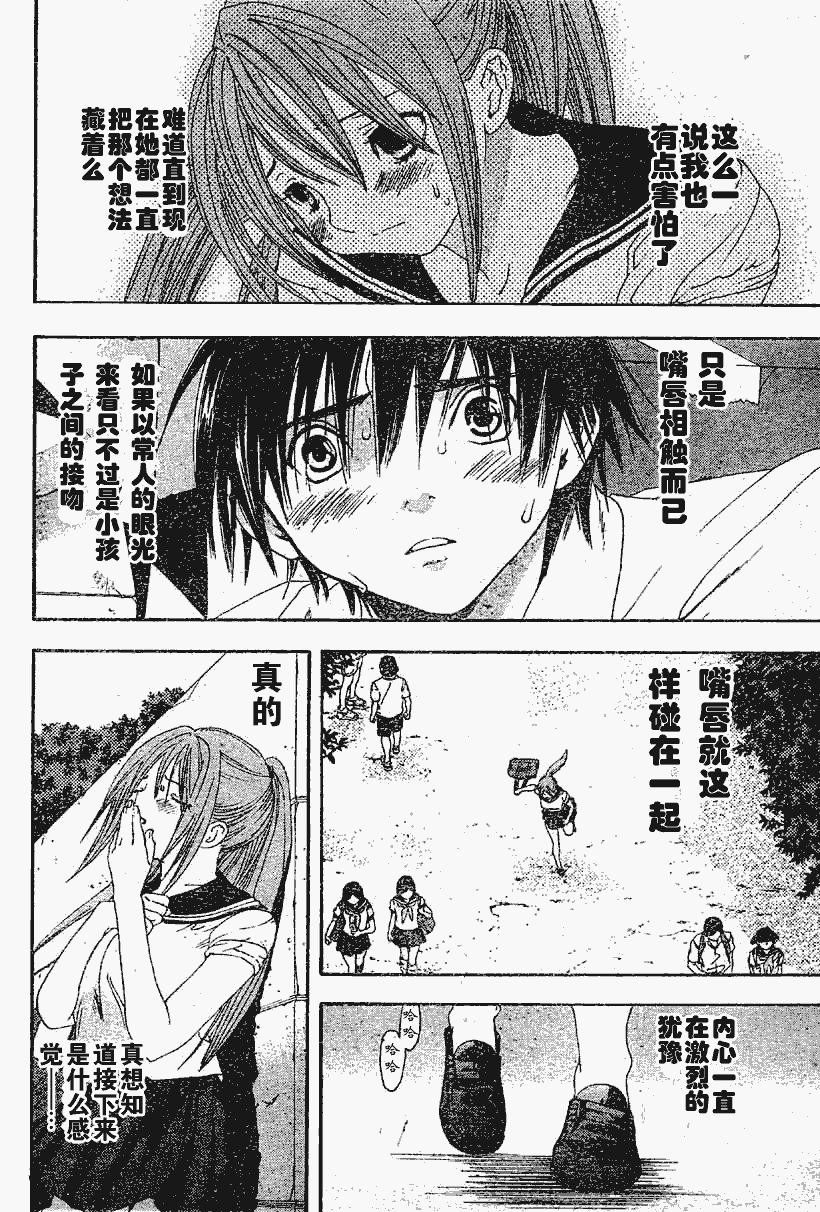 这么一
说我也
有点害怕了
难道直到现
在她都一直
把那个想法
藏着么
只是
嘴唇相触而已
如果以常人的眼光
来看只不过是小孩
子之间的接吻
嘴唇就这
样碰在一起
内心一直
在激烈的
犹豫
哈哈
哈哈
真的
真想知
道接下来
是什么感
觉……